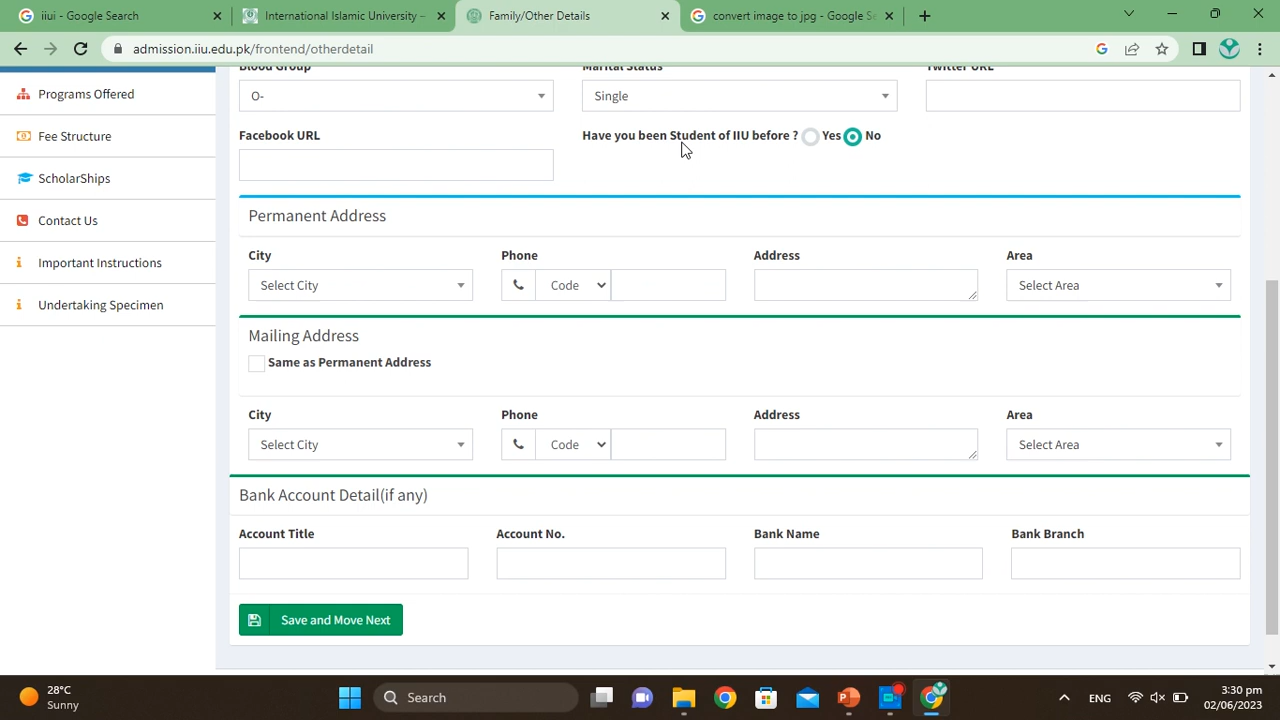 iiui - Google Search
International Islamic University –
Family/Other Details
convert image to jpg - Google Se
admission.iiu.edu.pk/frontend/otherdetail
Programs Offered
Fee Structure
ScholarShips
Contact Us
Important Instructions
Undertaking Specimen
Blood Group
Marital Status
Twitter URL
O-
Single
Facebook URL
Have you been Student of IIU before ? Yes No
Permanent Address
City
Phone
Address
Area
Select City
Code
Select Area
Mailing Address
Same as Permanent Address
City
Phone
Address
Area
Select City
Code
Select Area
Bank Account Detail(if any)
Account Title
Account No.
Bank Name
Bank Branch
Save and Move Next
28°C
Sunny
Search
ENG
3:30 pm
02/06/2023